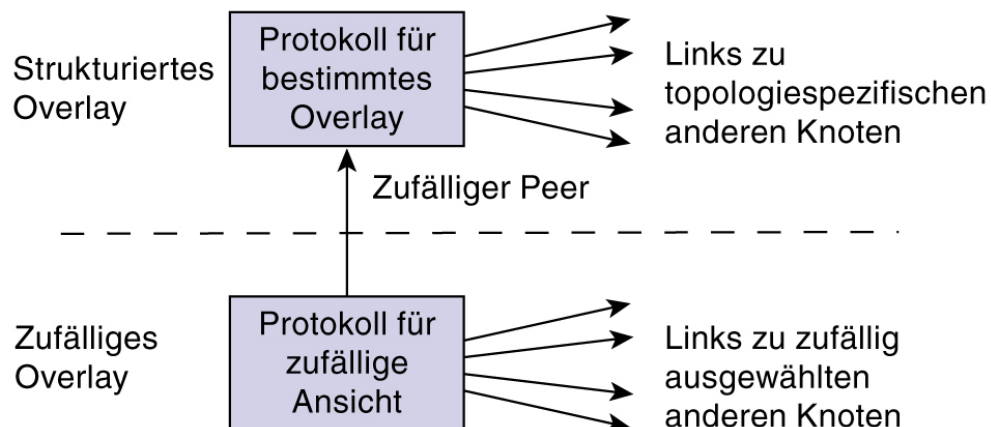 Strukturiertes
Overlay
Protokoll für
bestimmtes
Overlay
Links zu
topologiespezifischen
anderen Knoten
Zufälliger Peer
Zufälliges
Overlay
Protokoll für
zufällige
Ansicht
Links zu zufällig
ausgewählten
anderen Knoten